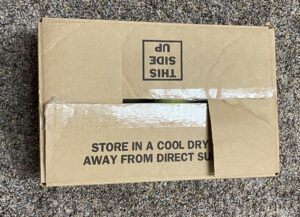 THIS
SIDE
UP
STORE IN A COOL DRY
AWAY FROM DIRECT SU